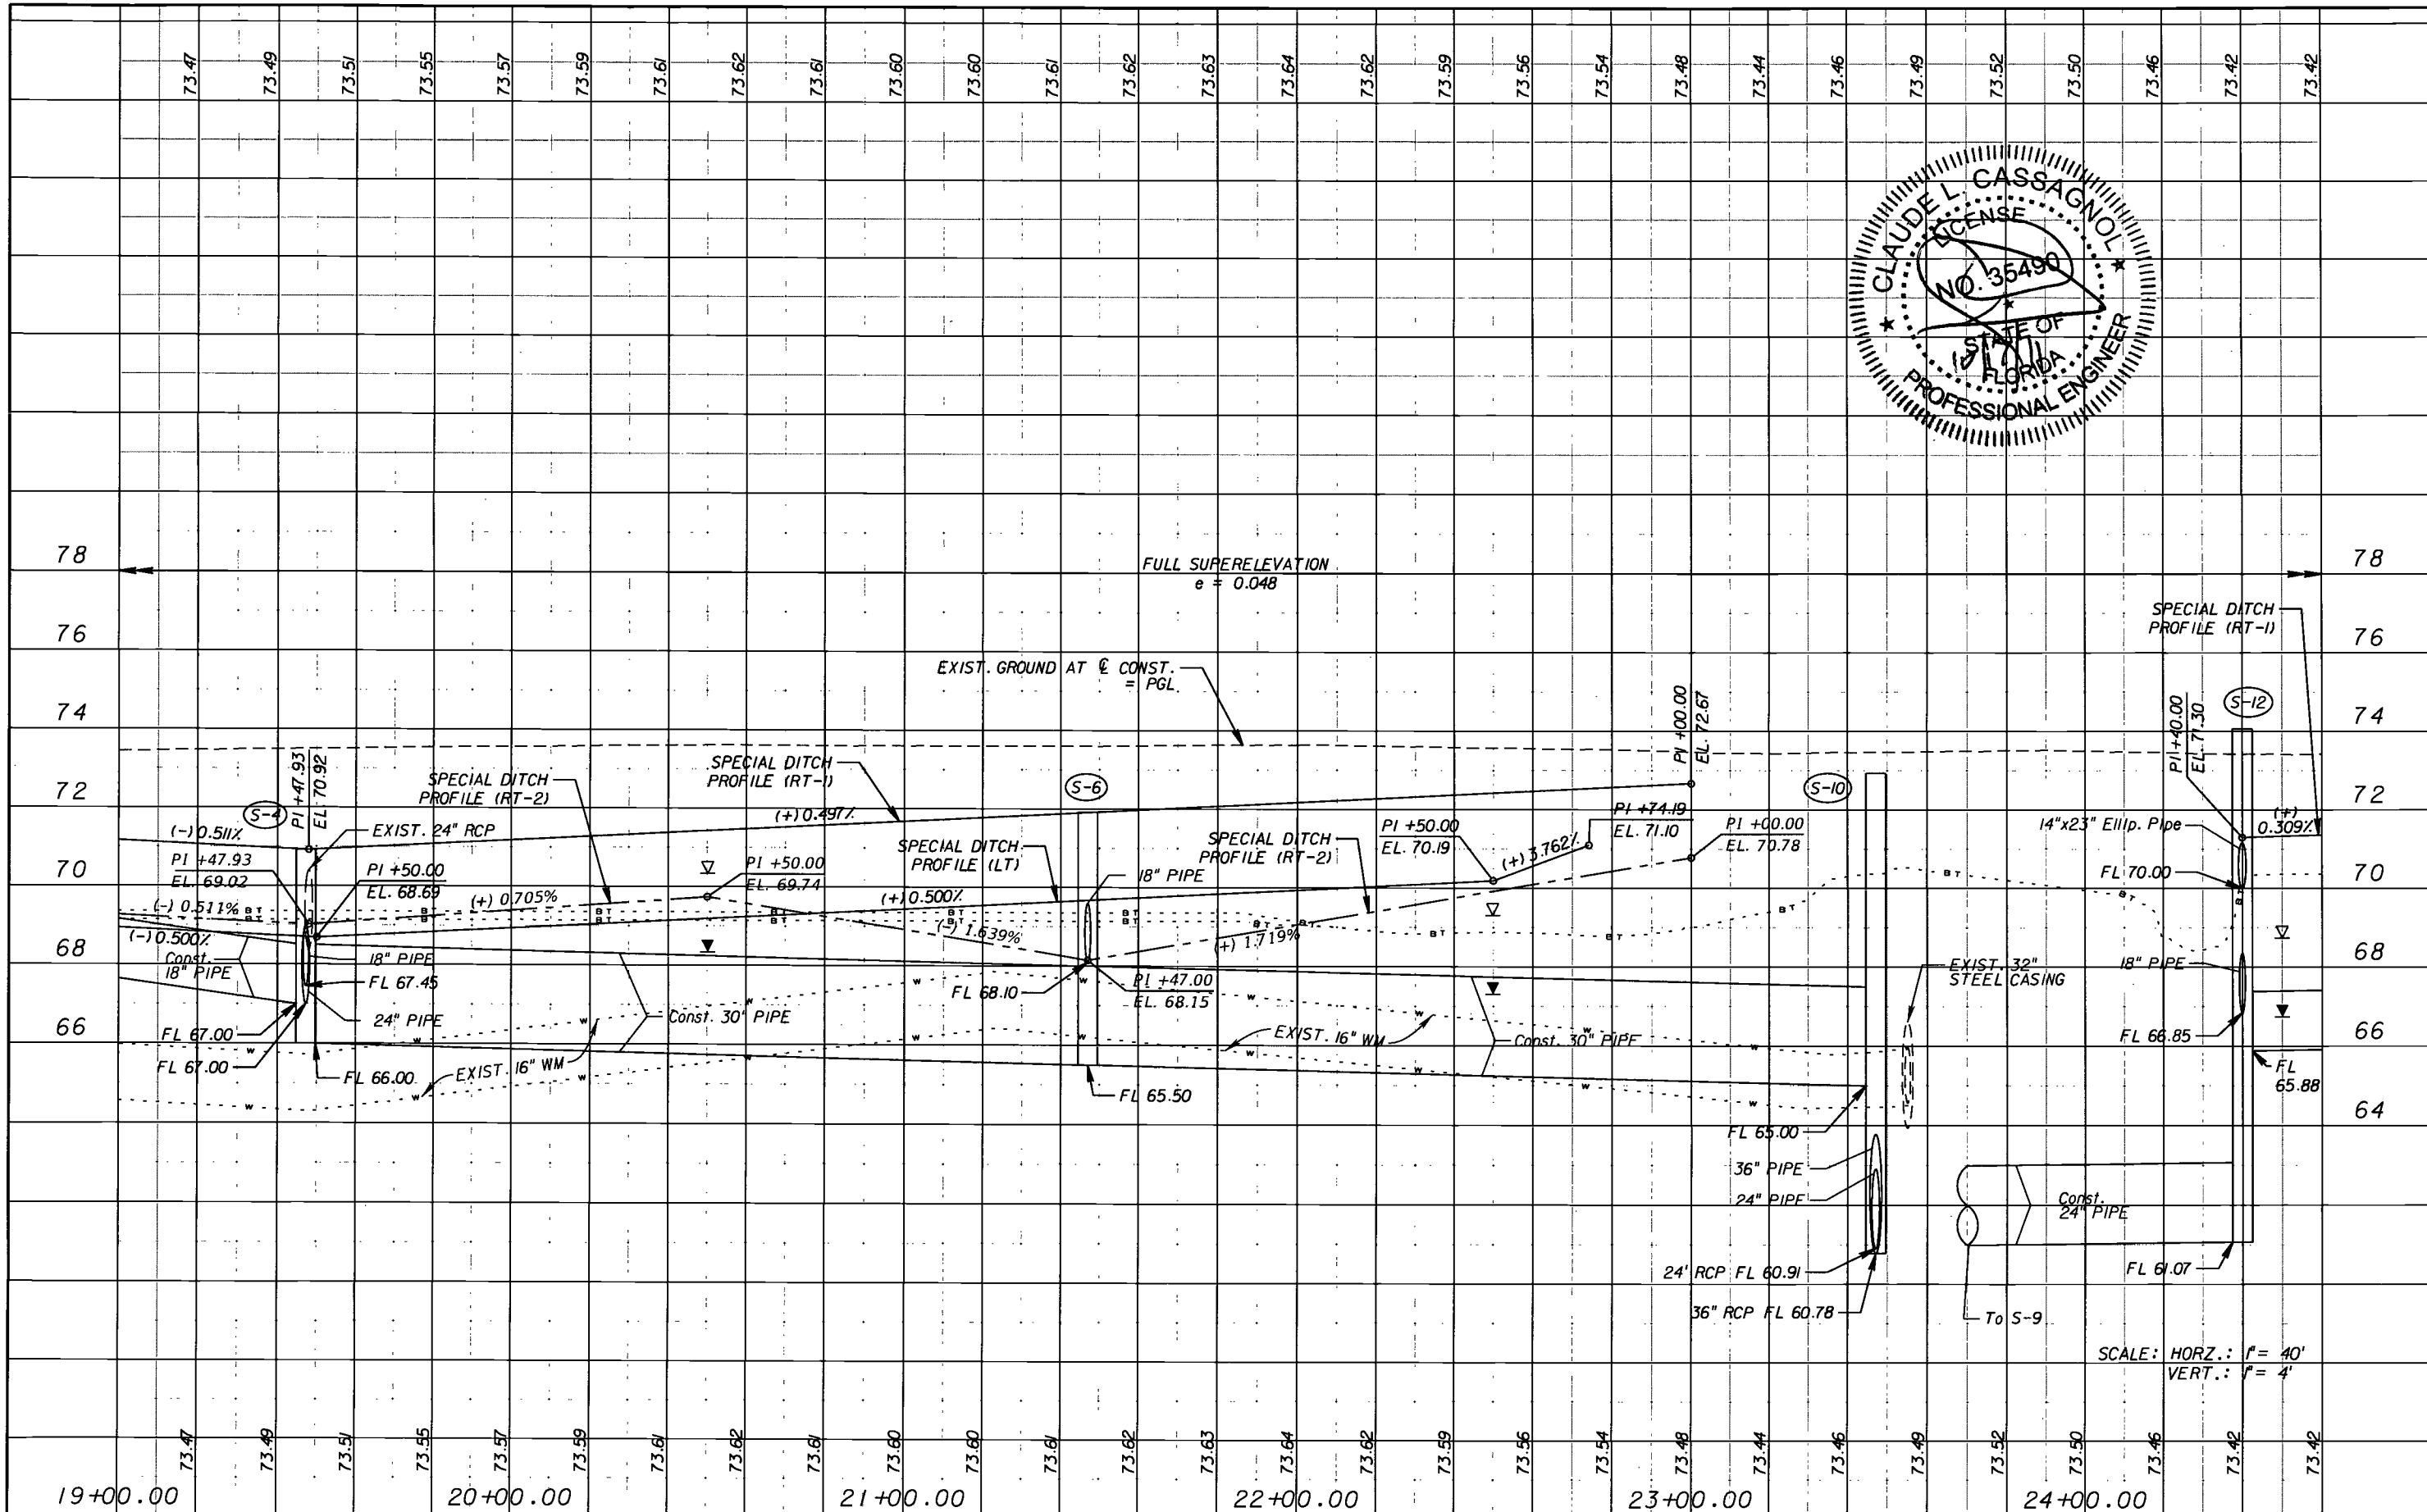 73.47 73.49 73.51 73.55 73.57 73.59 73.61 73.62 73.61 73.60 73.60 73.61 73.62 73.63 73.64 73.62 73.59 73.56 73.54 73.48 73.44 73.46 73.49 73.52 73.50 73.46 73.42 73.42
CLAUDE L. CASSAGNOL
LICENSE
NO. 35490
STATE OF
FLORIDA
PROFESSIONAL ENGINEER
78
FULL SUPERELEVATION
e = 0.048
78
76
SPECIAL DITCH
PROFILE (RT-1)
76
EXIST. GROUND AT ℄ CONST.
= PGL
74
PI +00.00
EL. 72.67
PI +40.00
EL. 71.30
S-12
74
PI +47.93
EL. 70.92
SPECIAL DITCH
PROFILE (RT-2)
SPECIAL DITCH
PROFILE (RT-1)
S-6
S-10
72
S-4
72
(-) 0.511%
EXIST. 24" RCP
(+) 0.497%
PI +74.19
EL. 71.10
14"x23" Ellip. Pipe
(+)
0.309%
PI +47.93
EL. 69.02
PI +50.00
EL. 68.69
PI +50.00
EL. 69.74
SPECIAL DITCH
PROFILE (LT)
SPECIAL DITCH
PROFILE (RT-2)
PI +50.00
EL. 70.19
(+) 3.762%
PI +00.00
EL. 70.78
70
18" PIPE
FL 70.00
70
(-) 0.511%
BT
(+) 0.705%
(+) 0.500%
(-) 0.500%
(-) 1.639%
(+) 1.719%
68
Const.
18" PIPE
18" PIPE
FL 67.45
FL 68.10
PI +47.00
EL. 68.15
EXIST. 32"
STEEL CASING
18" PIPE
68
24" PIPE
FL 67.00
Const. 30" PIPE
EXIST. 16" WM
Const. 30" PIPE
66
FL 66.85
66
FL 67.00
FL 66.00
EXIST. 16" WM
FL 65.50
FL
65.88
64
FL 65.00
36" PIPE
24" PIPE
Const.
24" PIPE
24' RCP FL 60.91
36" RCP FL 60.78
FL 61.07
To S-9
SCALE: HORZ.: 1" = 40'
VERT.: 1" = 4'
73.47 73.49 73.51 73.55 73.57 73.59 73.61 73.62 73.61 73.60 73.60 73.61 73.62 73.63 73.64 73.62 73.59 73.56 73.54 73.48 73.44 73.46 73.49 73.52 73.50 73.46 73.42 73.42
19+00.00 20+00.00 21+00.00 22+00.00 23+00.00 24+00.00